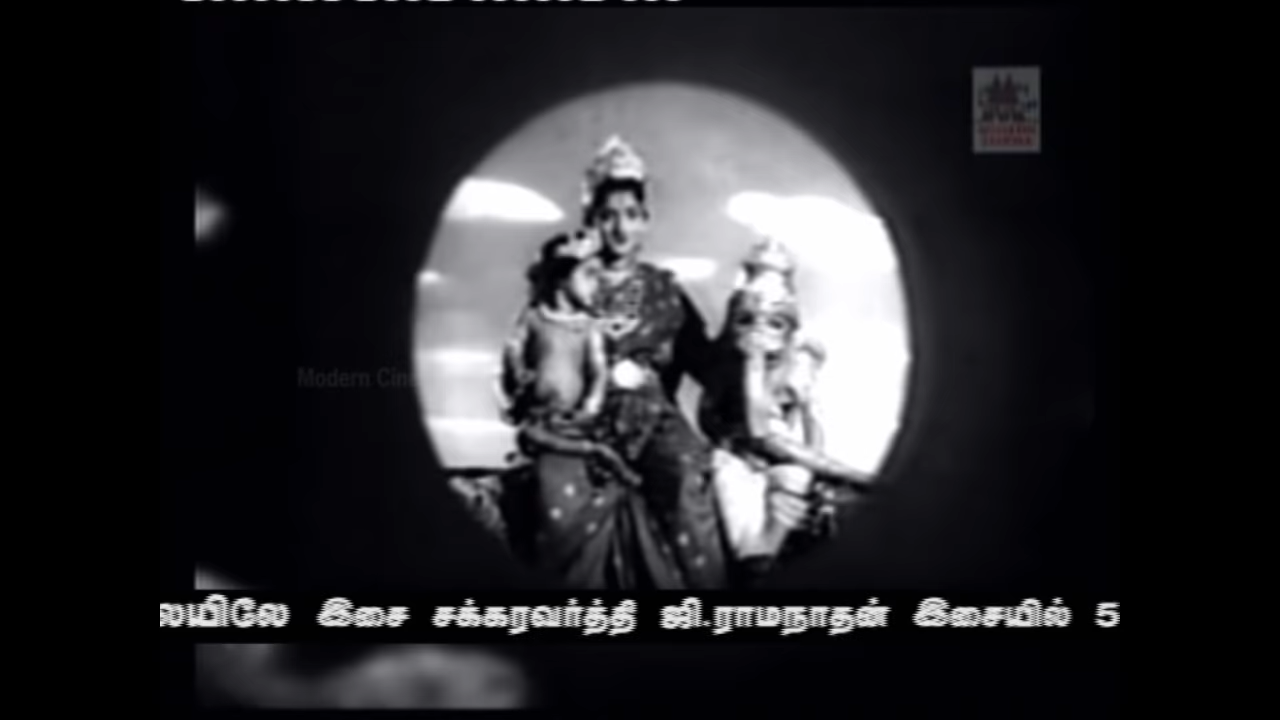 Modern Cin
லயிலே இசை சக்கரவர்த்தி ஜி.ராமநாதன் இசையில் 5